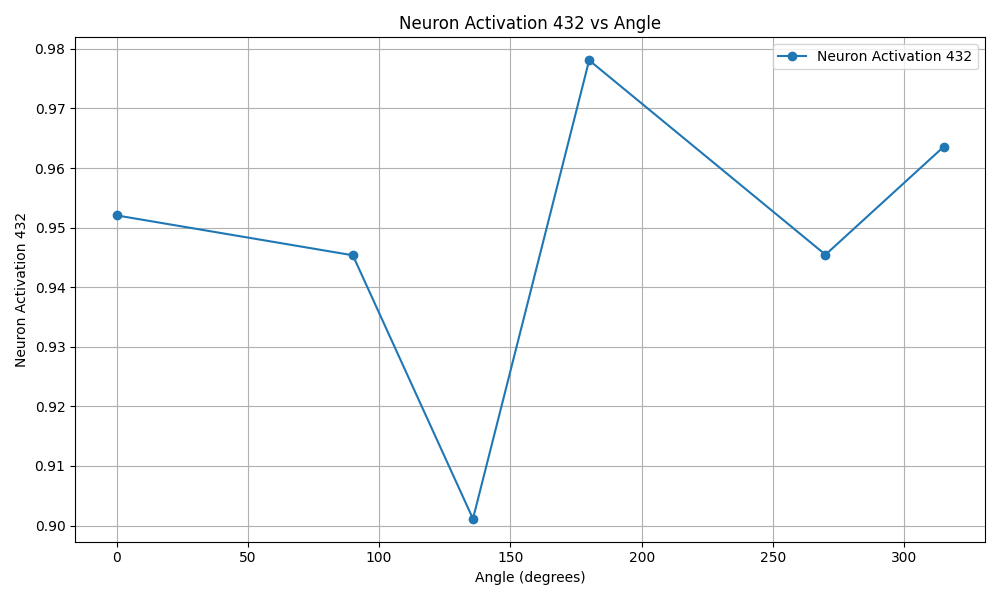 Neuron Activation 432 vs Angle
Neuron Activation 432
0.98
0.97
0.96
0.95
0.94
0.93
0.92
0.91
0.90
Neuron Activation 432
0 50 100 150 200 250 300
Angle (degrees)